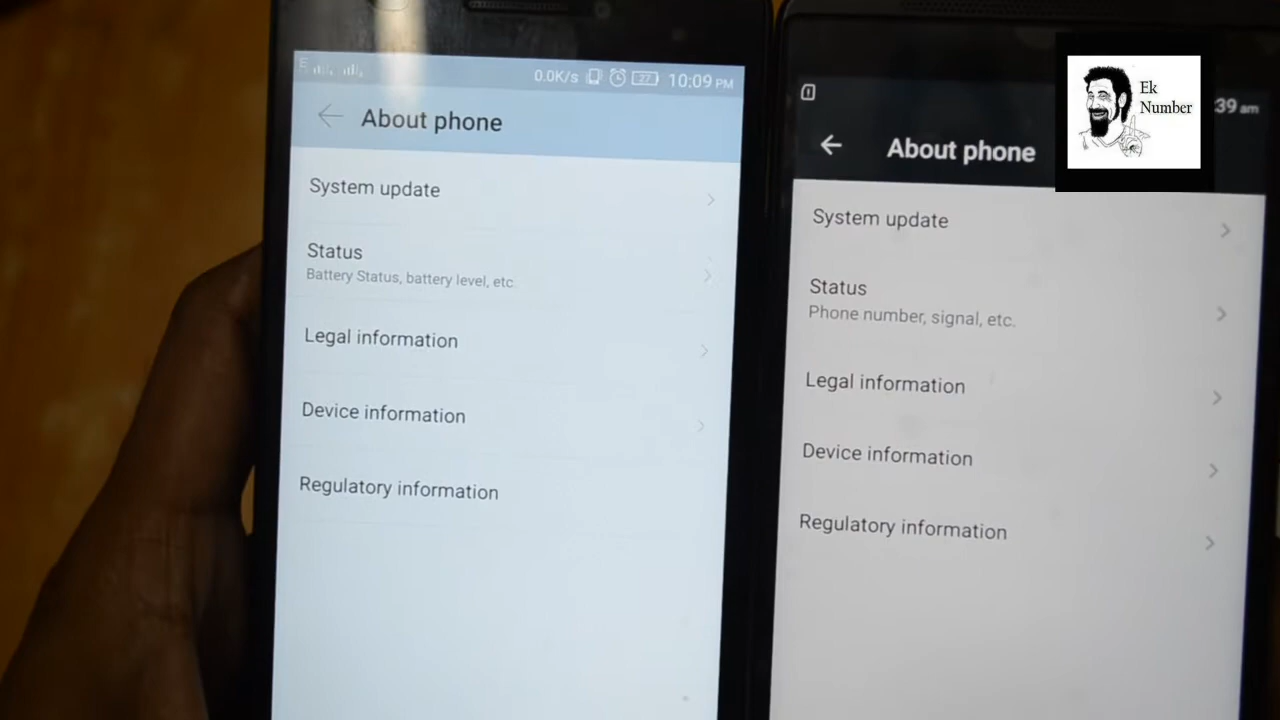 E
0.0K/s 27 10:09 PM
About phone
System update
Status
Battery Status, battery level, etc.
Legal information
Device information
Regulatory information
Ek
Number
39 am
About phone
System update
Status
Phone number, signal, etc.
Legal information
Device information
Regulatory information